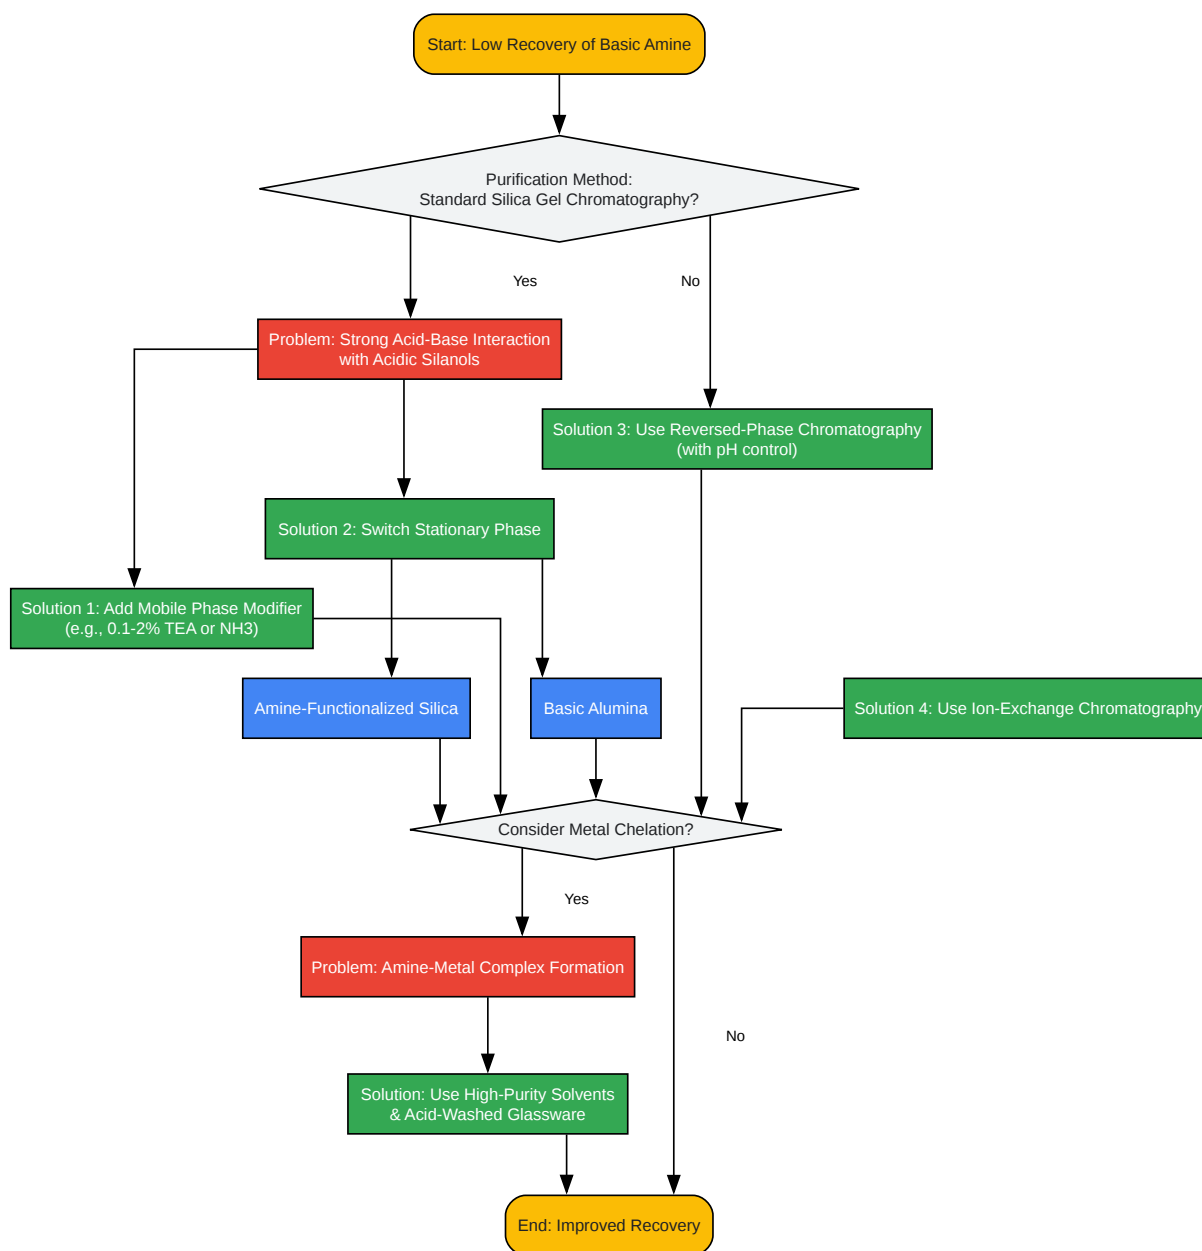 Start: Low Recovery of Basic Amine
Purification Method:
Standard Silica Gel Chromatography?
Yes
No
Problem: Strong Acid-Base Interaction
with Acidic Silanols
Solution 3: Use Reversed-Phase Chromatography
(with pH control)
Solution 2: Switch Stationary Phase
Solution 1: Add Mobile Phase Modifier
(e.g., 0.1-2% TEA or NH3)
Amine-Functionalized Silica
Basic Alumina
Solution 4: Use Ion-Exchange Chromatography
Consider Metal Chelation?
Yes
Problem: Amine-Metal Complex Formation
No
Solution: Use High-Purity Solvents
& Acid-Washed Glassware
End: Improved Recovery